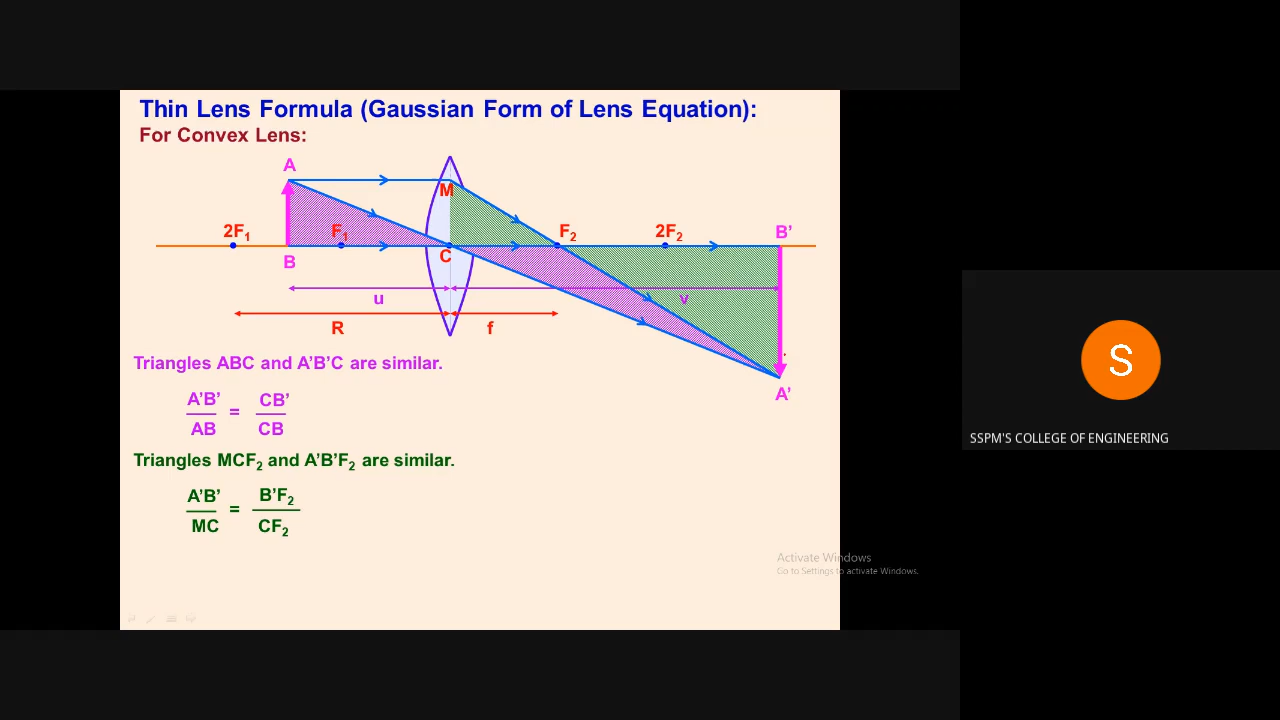 Thin Lens Formula (Gaussian Form of Lens Equation):
For Convex Lens:
A
M
2F1
F1
F2
2F2
B'
B
C
u
v
R
f
A'
Triangles ABC and A'B'C are similar.
A'B' / AB = CB' / CB
Triangles MCF2 and A'B'F2 are similar.
A'B' / MC = B'F2 / CF2
Activate Windows
Go to Settings to activate Windows.
S
SSPM'S COLLEGE OF ENGINEERING